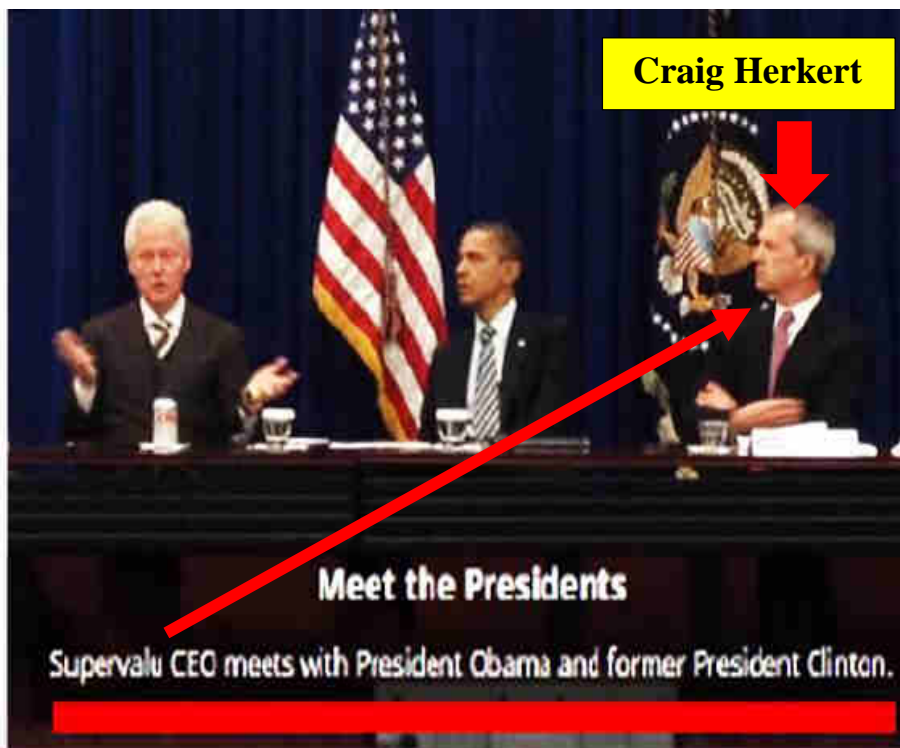 Craig Herkert
Meet the Presidents
Supervalu CEO meets with President Obama and former President Clinton.